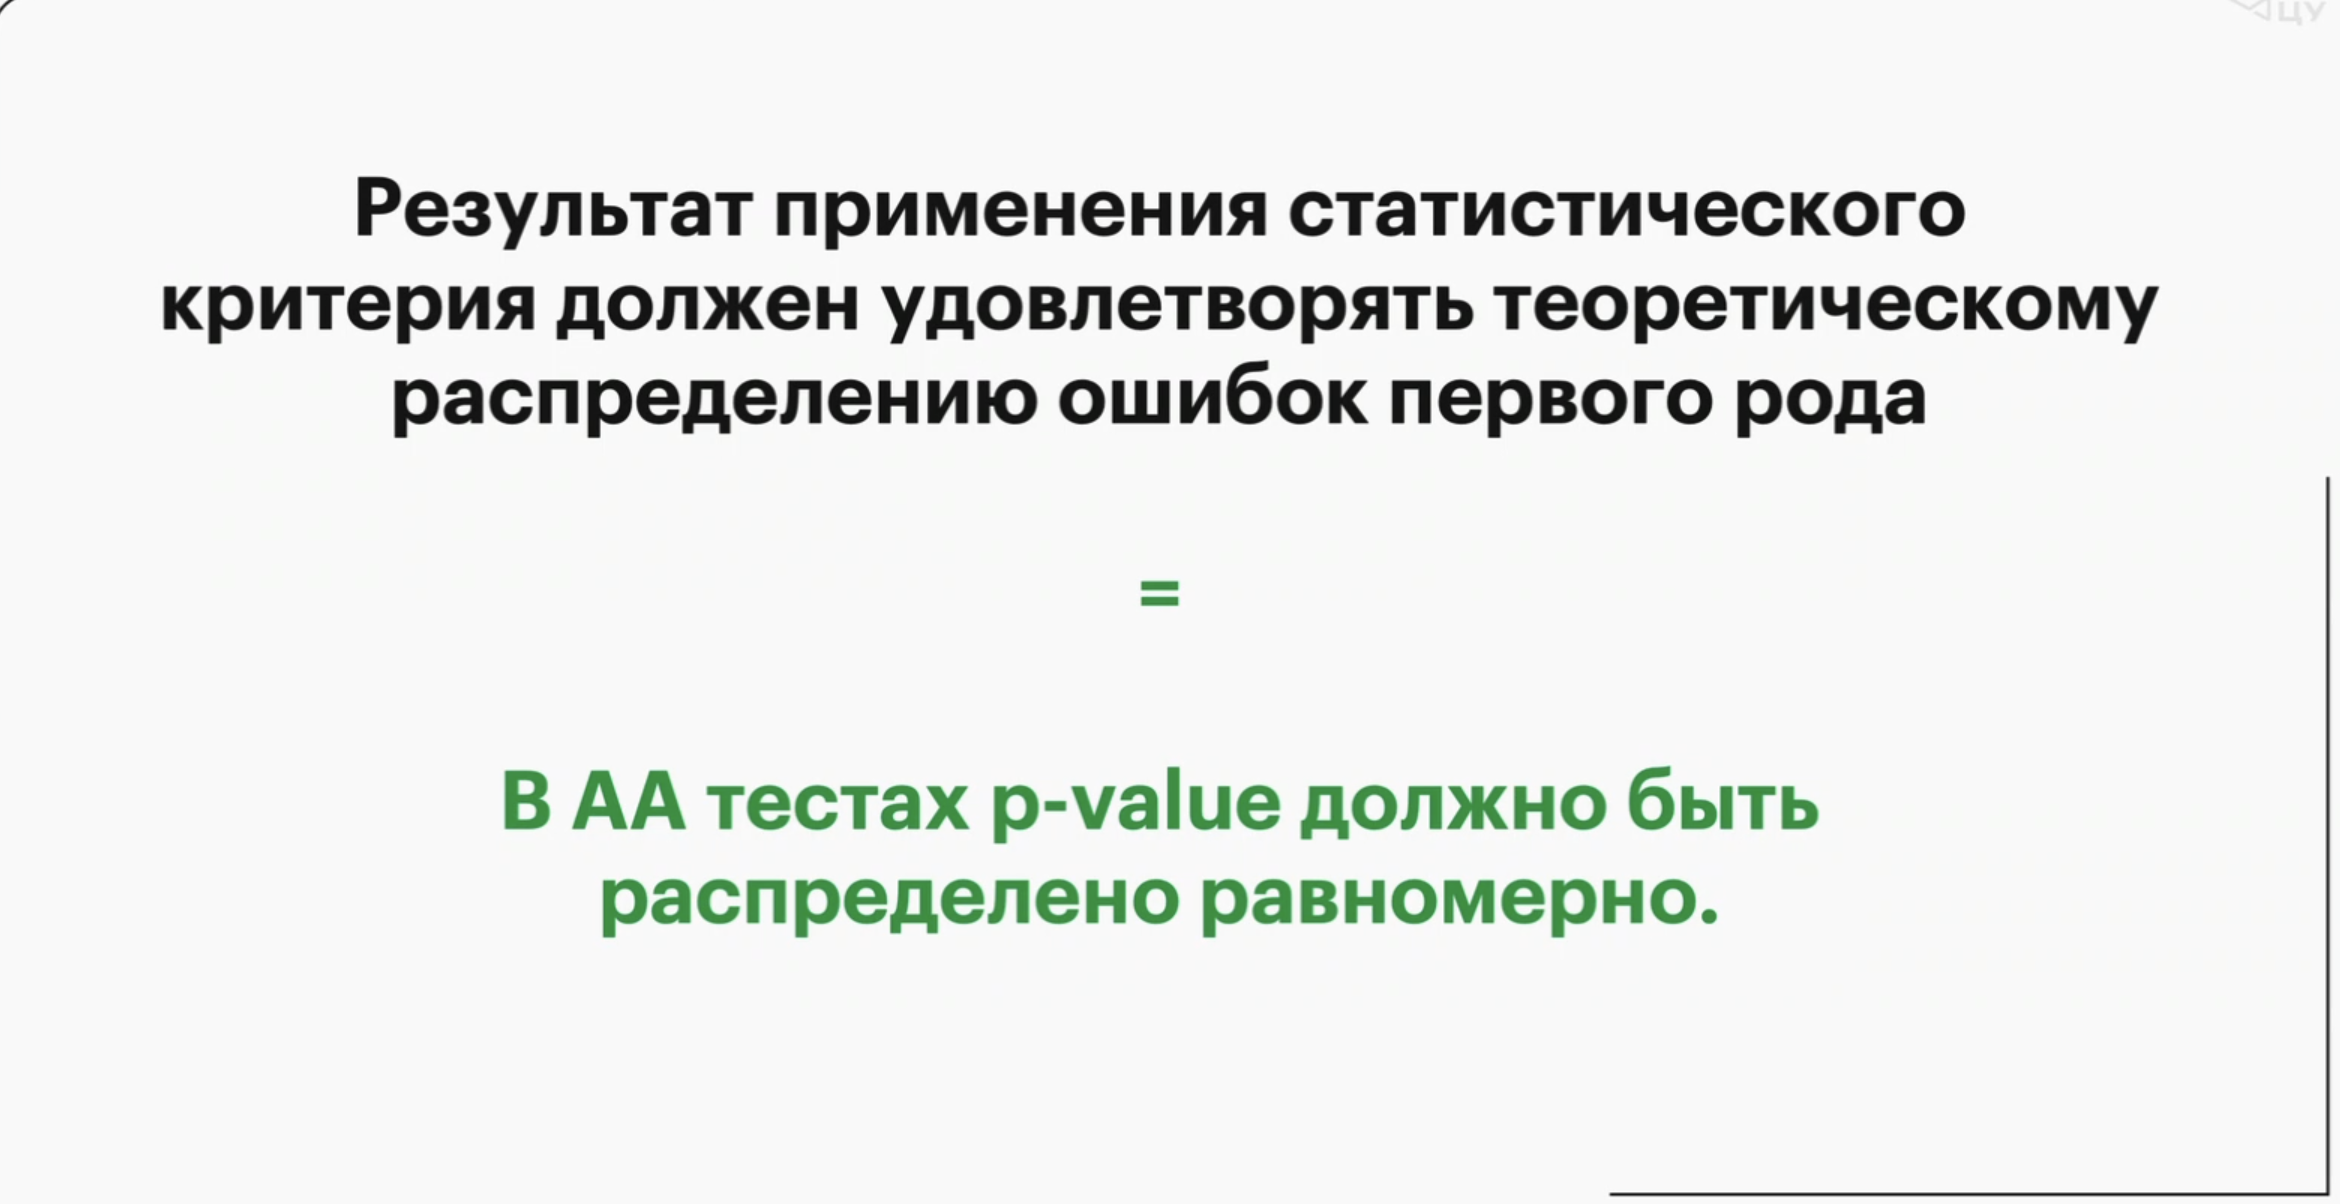 ЦУ
Результат применения статистического
критерия должен удовлетворять теоретическому
распределению ошибок первого рода
=
В АА тестах p-value должно быть
распределено равномерно.